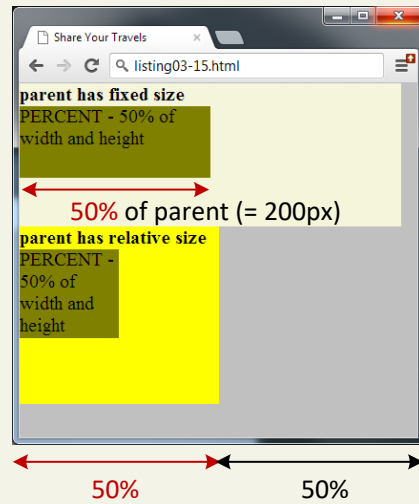 Share Your Travels
listing03-15.html
parent has fixed size
PERCENT - 50% of
width and height
50% of parent (= 200px)
parent has relative size
PERCENT -
50% of
width and
height
50%
50%